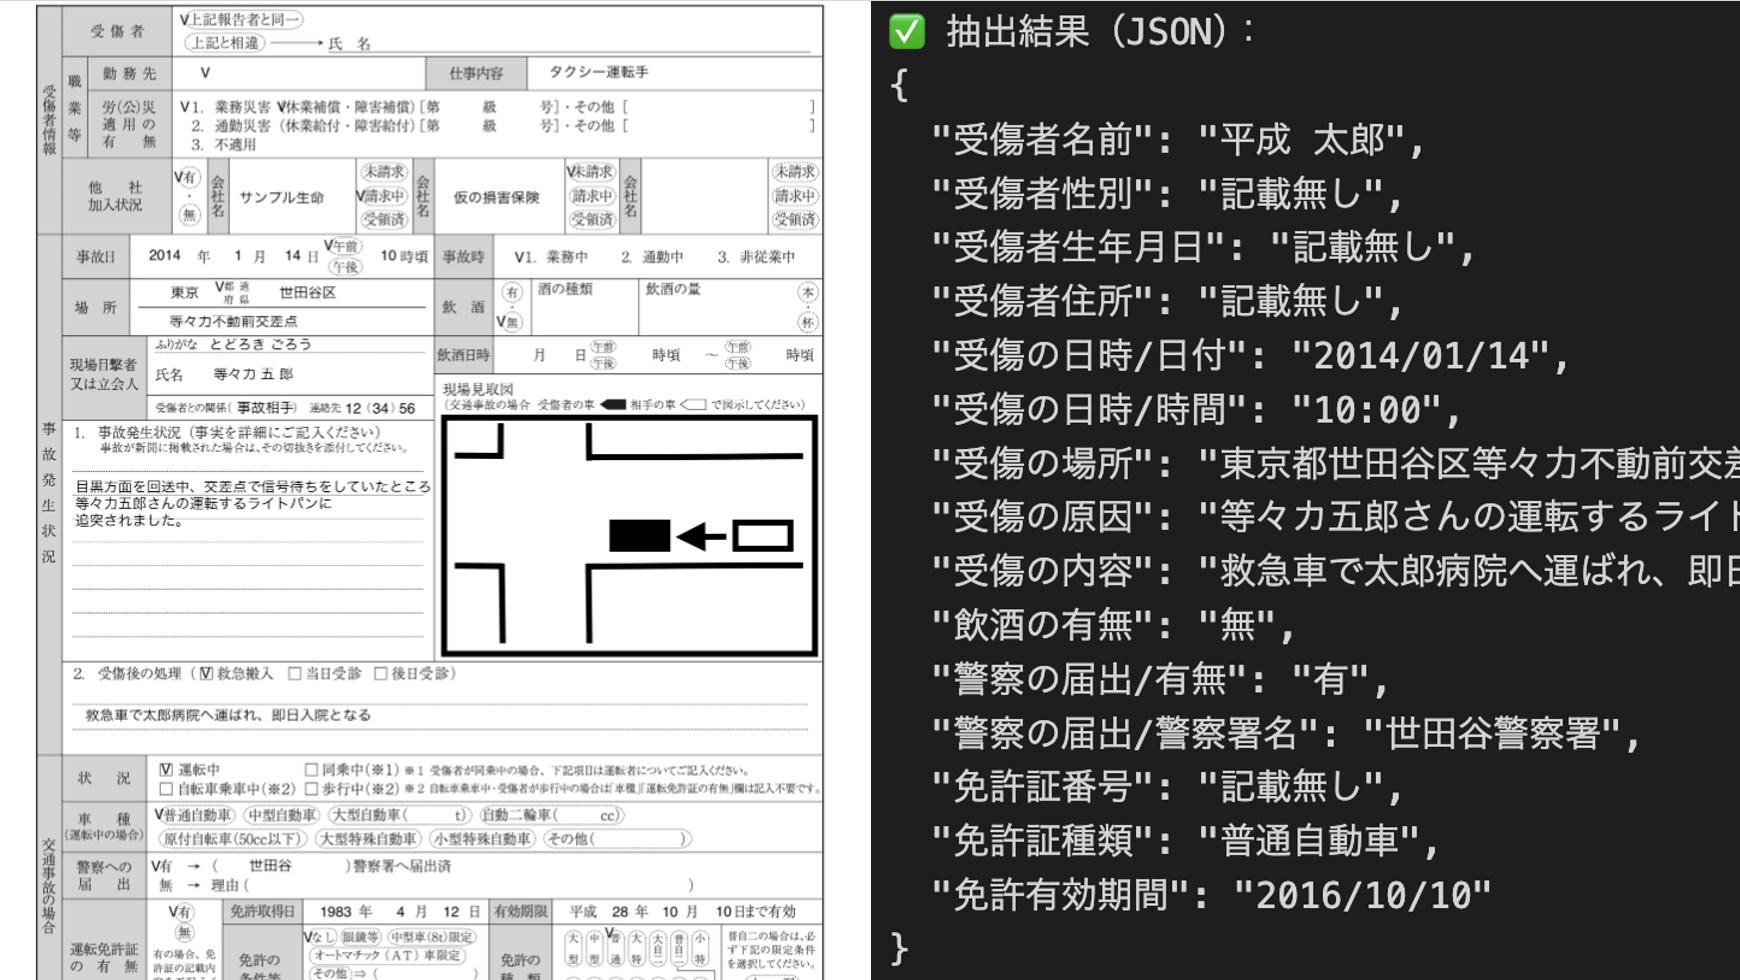 受傷者情報
受 傷 者
V上記報告者と同一
上記と相違 → 氏 名
職業等
勤 務 先
V
仕事内容
タクシー運転手
労(公)災適用の有 無
V1. 業務災害 V(休業補償・障害補償)[第 級 号]・その他 [ ]
2. 通勤災害 (休業給付・障害給付)[第 級 号]・その他 [ ]
3. 不適用
他 社
加入状況
V有・無
会社名
サンプル生命
未請求
V請求中
受領済
会社名
仮の損害保険
V未請求
請求中
受領済
会社名
未請求
請求中
受領済
事故発生状況
事故日
2014 年 1 月 14 日 V午前 午後 10 時頃
事故時
V1. 業務中 2. 通勤中 3. 非従業中
場 所
東京 V都 道 府 県 世田谷区
等々力不動前交差点
飲 酒
有・V無
酒の種類
飲酒の量
本・杯
現場目撃者
又は立会人
ふりがな とどろき ごろう
氏名 等々力 五 郎
受傷者との関係( 事故相手) 連絡先 12 (34) 56
飲酒日時
月 日 午前 午後 時頃 ～ 午前 午後 時頃
現場見取図
(交通事故の場合 受傷者の車 相手の車 で図示してください)
1. 事故発生状況 (事実を詳細にご記入ください)
事故が新聞に掲載された場合は、その切抜きを添付してください。
目黒方面を回送中、交差点で信号待ちをしていたところ
等々力五郎さんの運転するライトバンに
追突されました。
2. 受傷後の処理 (V救急搬入 □当日受診 □後日受診)
救急車で太郎病院へ運ばれ、即日入院となる
交通事故の場合
状 況
V 運転中 □ 同乗中(※1) ※1 受傷者が同乗中の場合、下記項目は運転者についてご記入ください。
□ 自転車乗車中(※2) □ 歩行中(※2) ※2 自転車乗車中・受傷者が歩行中の場合は「車種」「運転免許証の有無」欄は記入不要です。
車 種
(運転中の場合)
V普通自動車 中型自動車 大型自動車( t) 自動二輪車( cc)
原付自転車(50cc以下) 大型特殊自動車 小型特殊自動車 その他( )
警察への
届 出
V有 → ( 世田谷 )警察署へ届出済
無 → 理由 ( )
運転免許証
の 有 無
V有
無
有の場合、免
許証の記載内
免許取得日
1983 年 4 月 12 日
有効期限
平成 28 年 10 月 10日まで有効
免許の
Vなし 眼鏡等 中型車(8t)限定
オートマチック (AT) 車限定
その他 ⇒ ( )
免許の
大型 中型 V普通 大特 大自二 普自二 小特
普自二の場合は、必
ず下記の限定条件
を選択してください。
✅ 抽出結果（JSON）:
{
"受傷者名前": "平成 太郎",
"受傷者性別": "記載無し",
"受傷者生年月日": "記載無し",
"受傷者住所": "記載無し",
"受傷の日時/日付": "2014/01/14",
"受傷の日時/時間": "10:00",
"受傷の場所": "東京都世田谷区等々力不動前交差
"受傷の原因": "等々力五郎さんの運転するライト
"受傷の内容": "救急車で太郎病院へ運ばれ、即日
"飲酒の有無": "無",
"警察の届出/有無": "有",
"警察の届出/警察署名": "世田谷警察署",
"免許証番号": "記載無し",
"免許証種類": "普通自動車",
"免許有効期間": "2016/10/10"
}